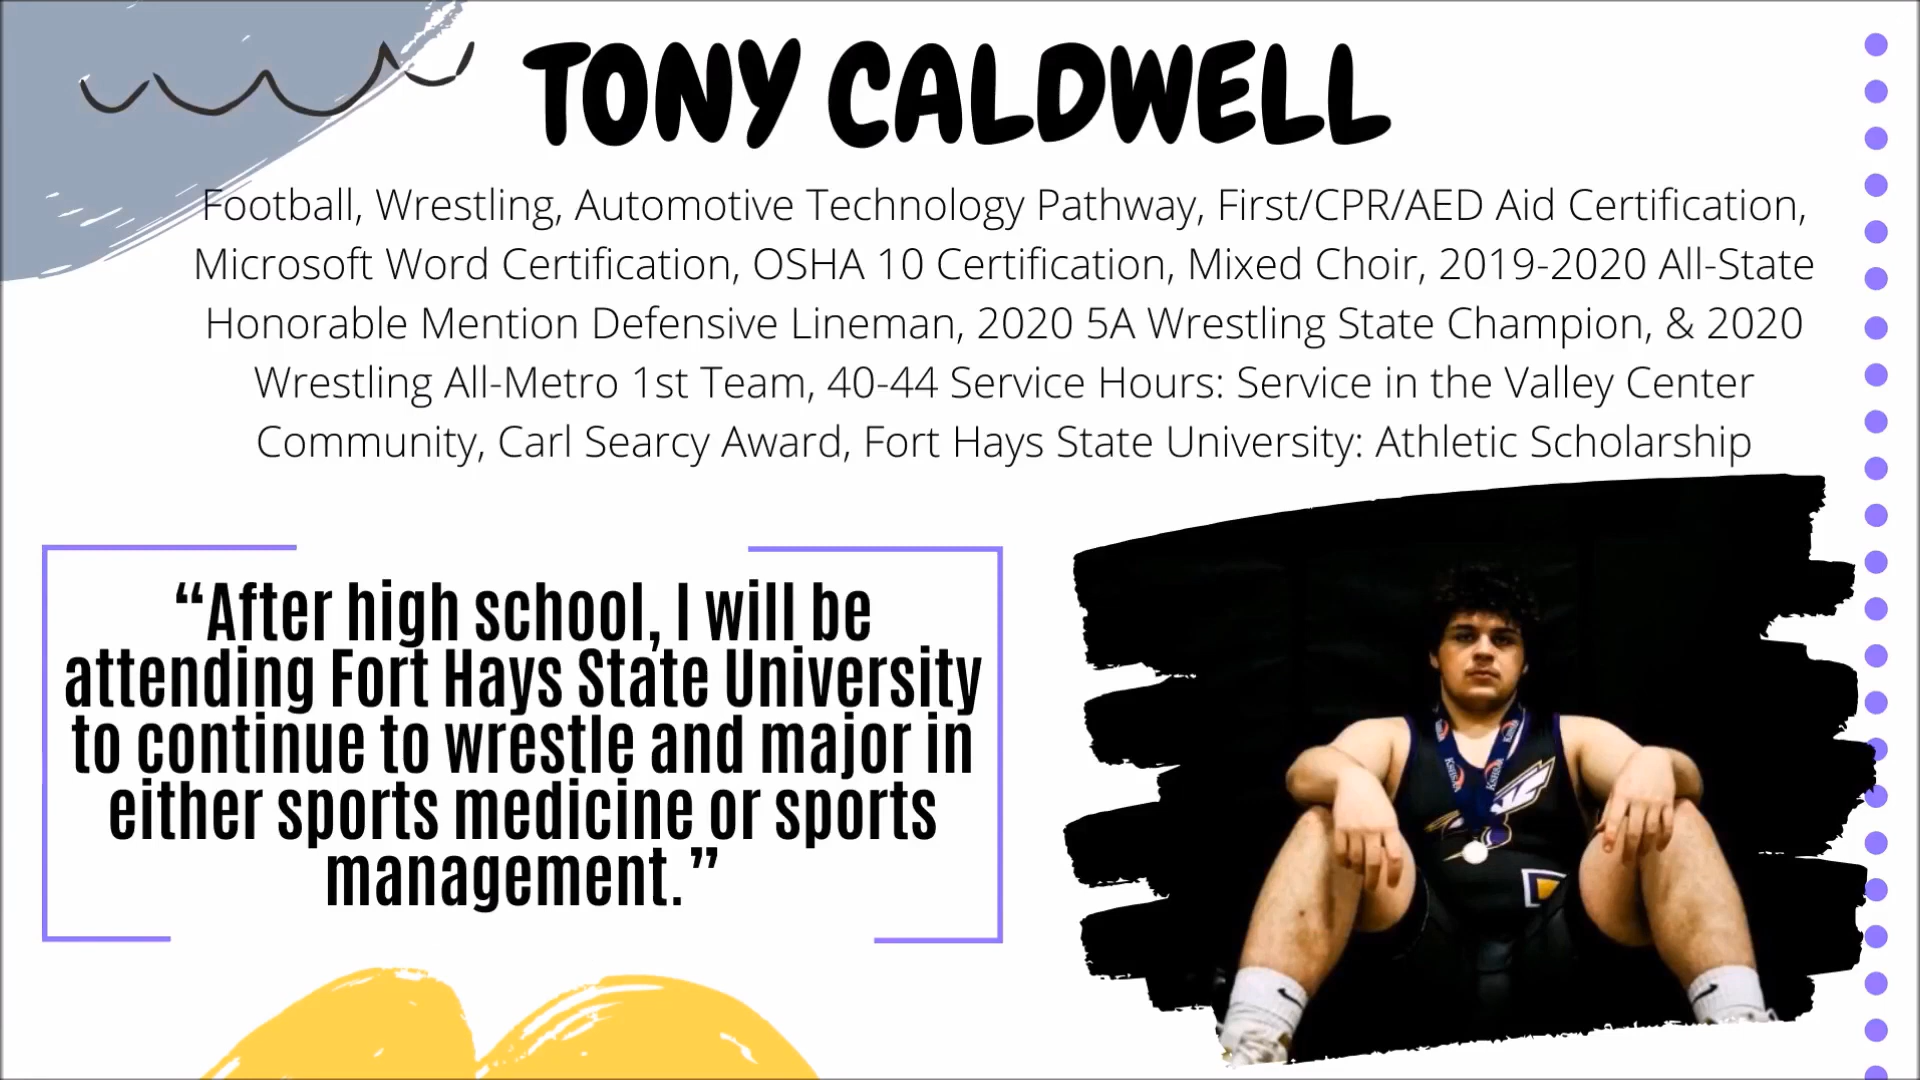 TONY CALDWELL
Football, Wrestling, Automotive Technology Pathway, First/CPR/AED Aid Certification,
Microsoft Word Certification, OSHA 10 Certification, Mixed Choir, 2019-2020 All-State
Honorable Mention Defensive Lineman, 2020 5A Wrestling State Champion, & 2020
Wrestling All-Metro 1st Team, 40-44 Service Hours: Service in the Valley Center
Community, Carl Searcy Award, Fort Hays State University: Athletic Scholarship
“After high school, I will be
attending Fort Hays State University
to continue to wrestle and major in
either sports medicine or sports
management.”
KSHSAA
KSHSAA